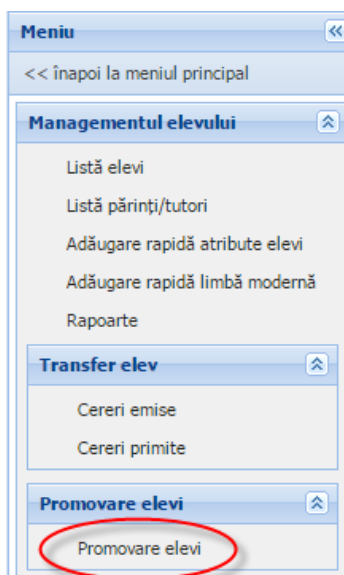 Meniu
<< înapoi la meniul principal
Managementul elevului
Listă elevi
Listă părinți/tutori
Adăugare rapidă atribute elevi
Adăugare rapidă limbă modernă
Rapoarte
Transfer elev
Cereri emise
Cereri primite
Promovare elevi
Promovare elevi